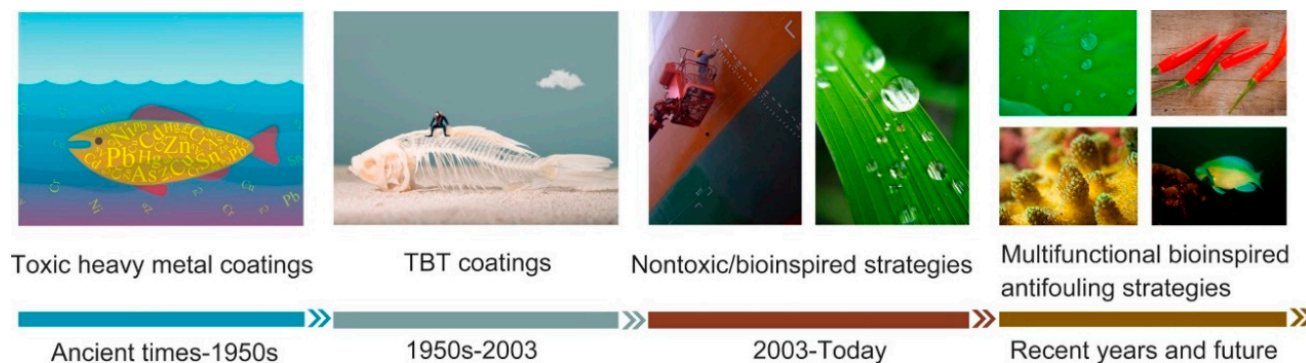 Toxic heavy metal coatings
TBT coatings
Nontoxic/bioinspired strategies
Multifunctional bioinspired
antifouling strategies
Ancient times-1950s
1950s-2003
2003-Today
Recent years and future